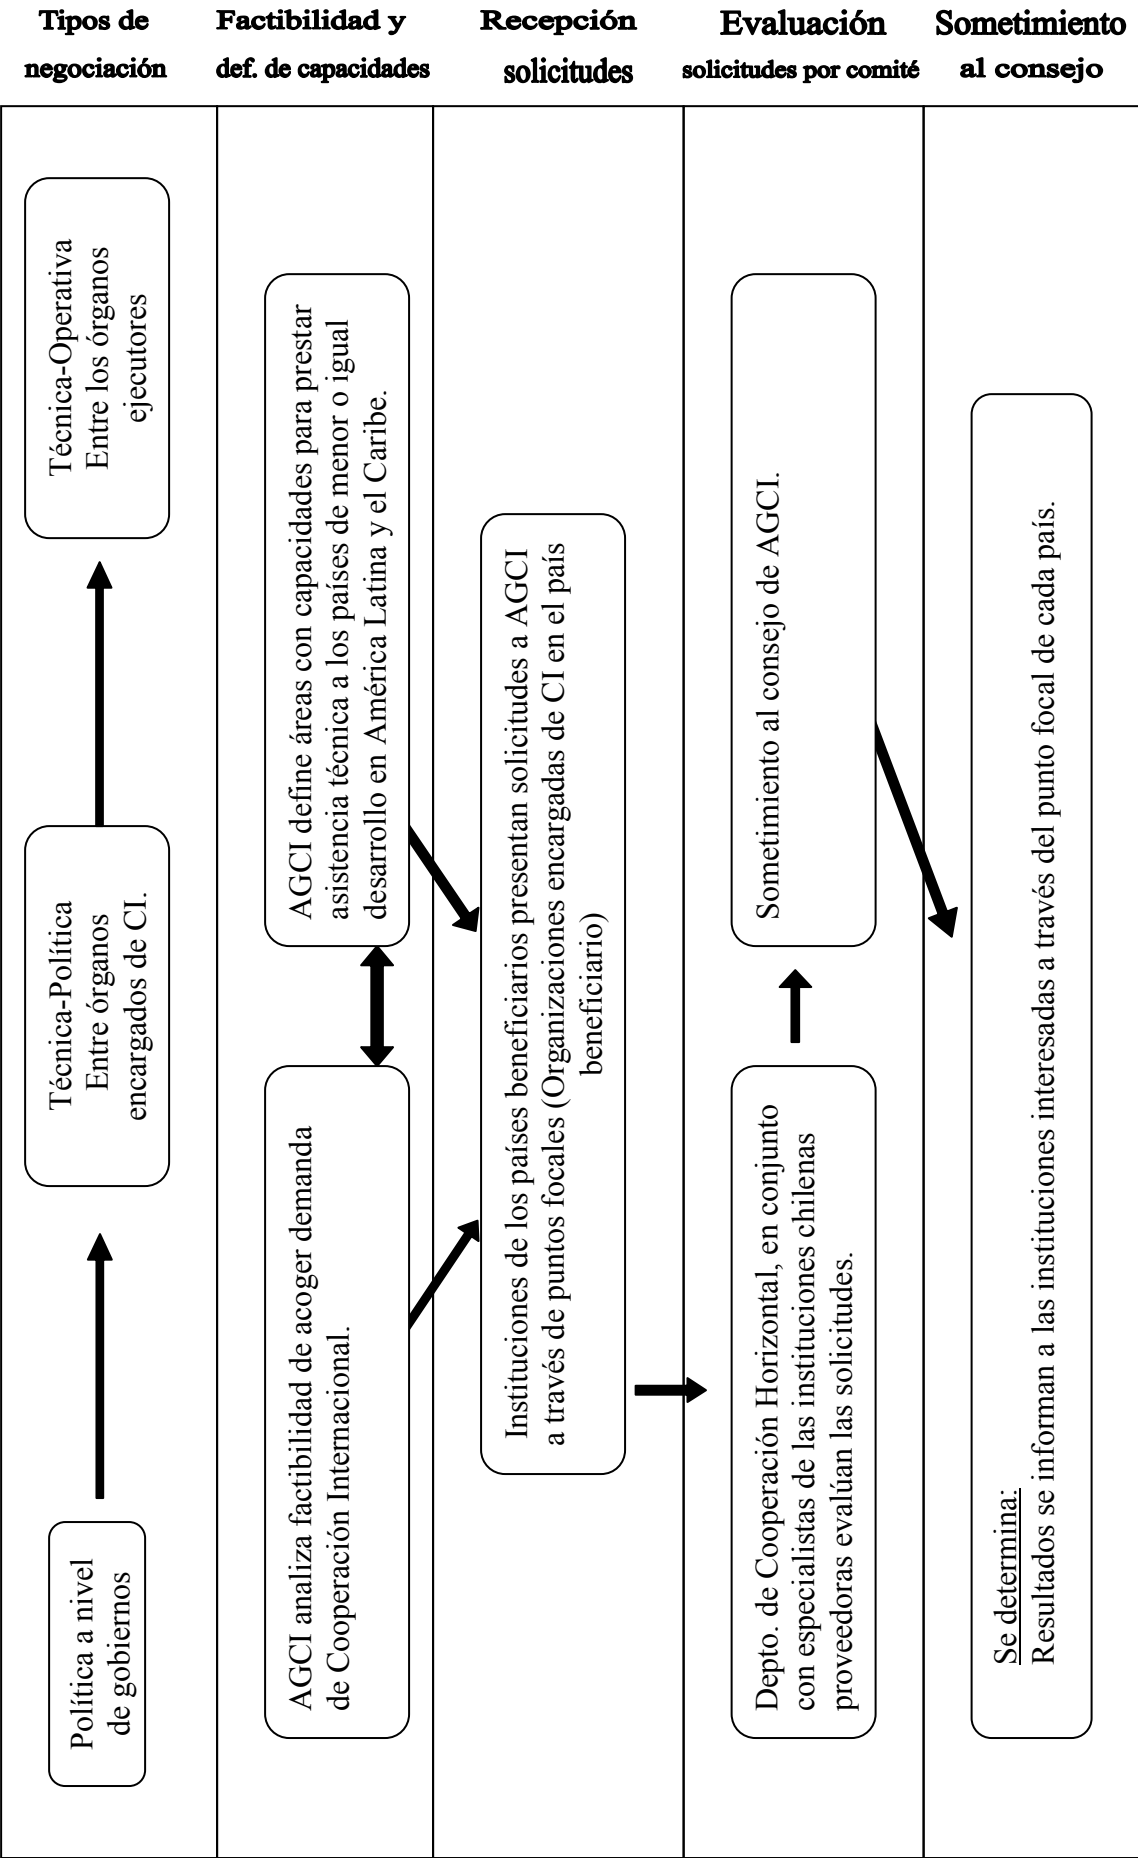 Tipos de
negociación
Factibilidad y
def. de capacidades
Recepción
solicitudes
Evaluación
solicitudes por comité
Sometimiento
al consejo
Política a nivel
de gobiernos
Técnica-Política
Entre órganos
encargados de CI.
Técnica-Operativa
Entre los órganos
ejecutores
AGCI analiza factibilidad de acoger demanda
de Cooperación Internacional.
AGCI define áreas con capacidades para prestar
asistencia técnica a los países de menor o igual
desarrollo en América Latina y el Caribe.
Instituciones de los países beneficiarios presentan solicitudes a AGCI
a través de puntos focales (Organizaciones encargadas de CI en el país
beneficiario)
Depto. de Cooperación Horizontal, en conjunto
con especialistas de las instituciones chilenas
proveedoras evalúan las solicitudes.
Sometimiento al consejo de AGCI.
Se determina:
Resultados se informan a las instituciones interesadas a través del punto focal de cada país.